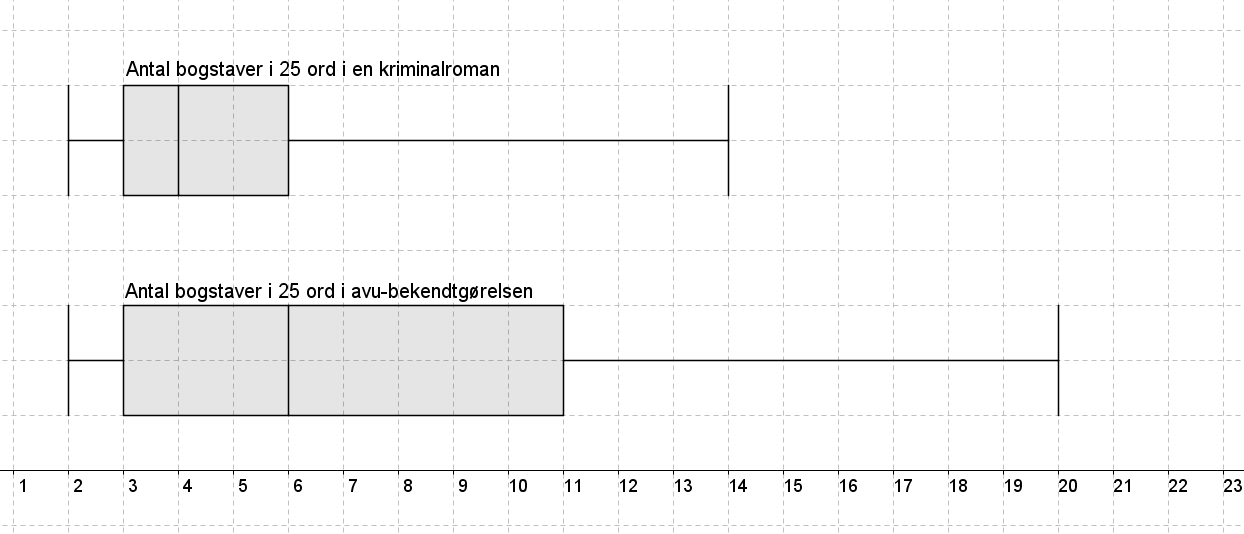 Antal bogstaver i 25 ord i en kriminalroman
Antal bogstaver i 25 ord i avu-bekendtgørelsen
1 2 3 4 5 6 7 8 9 10 11 12 13 14 15 16 17 18 19 20 21 22 23